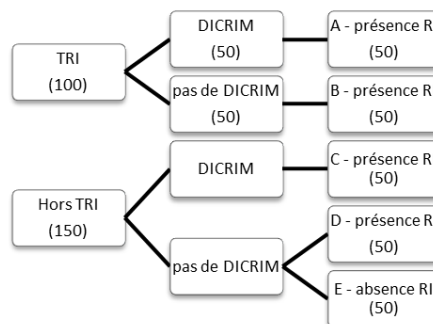 TRI
(100)
DICRIM
(50)
A - présence R
(50)
pas de DICRIM
(50)
B - présence R
(50)
Hors TRI
(150)
DICRIM
C - présence R
(50)
pas de DICRIM
D - présence R
(50)
E - absence RI
(50)